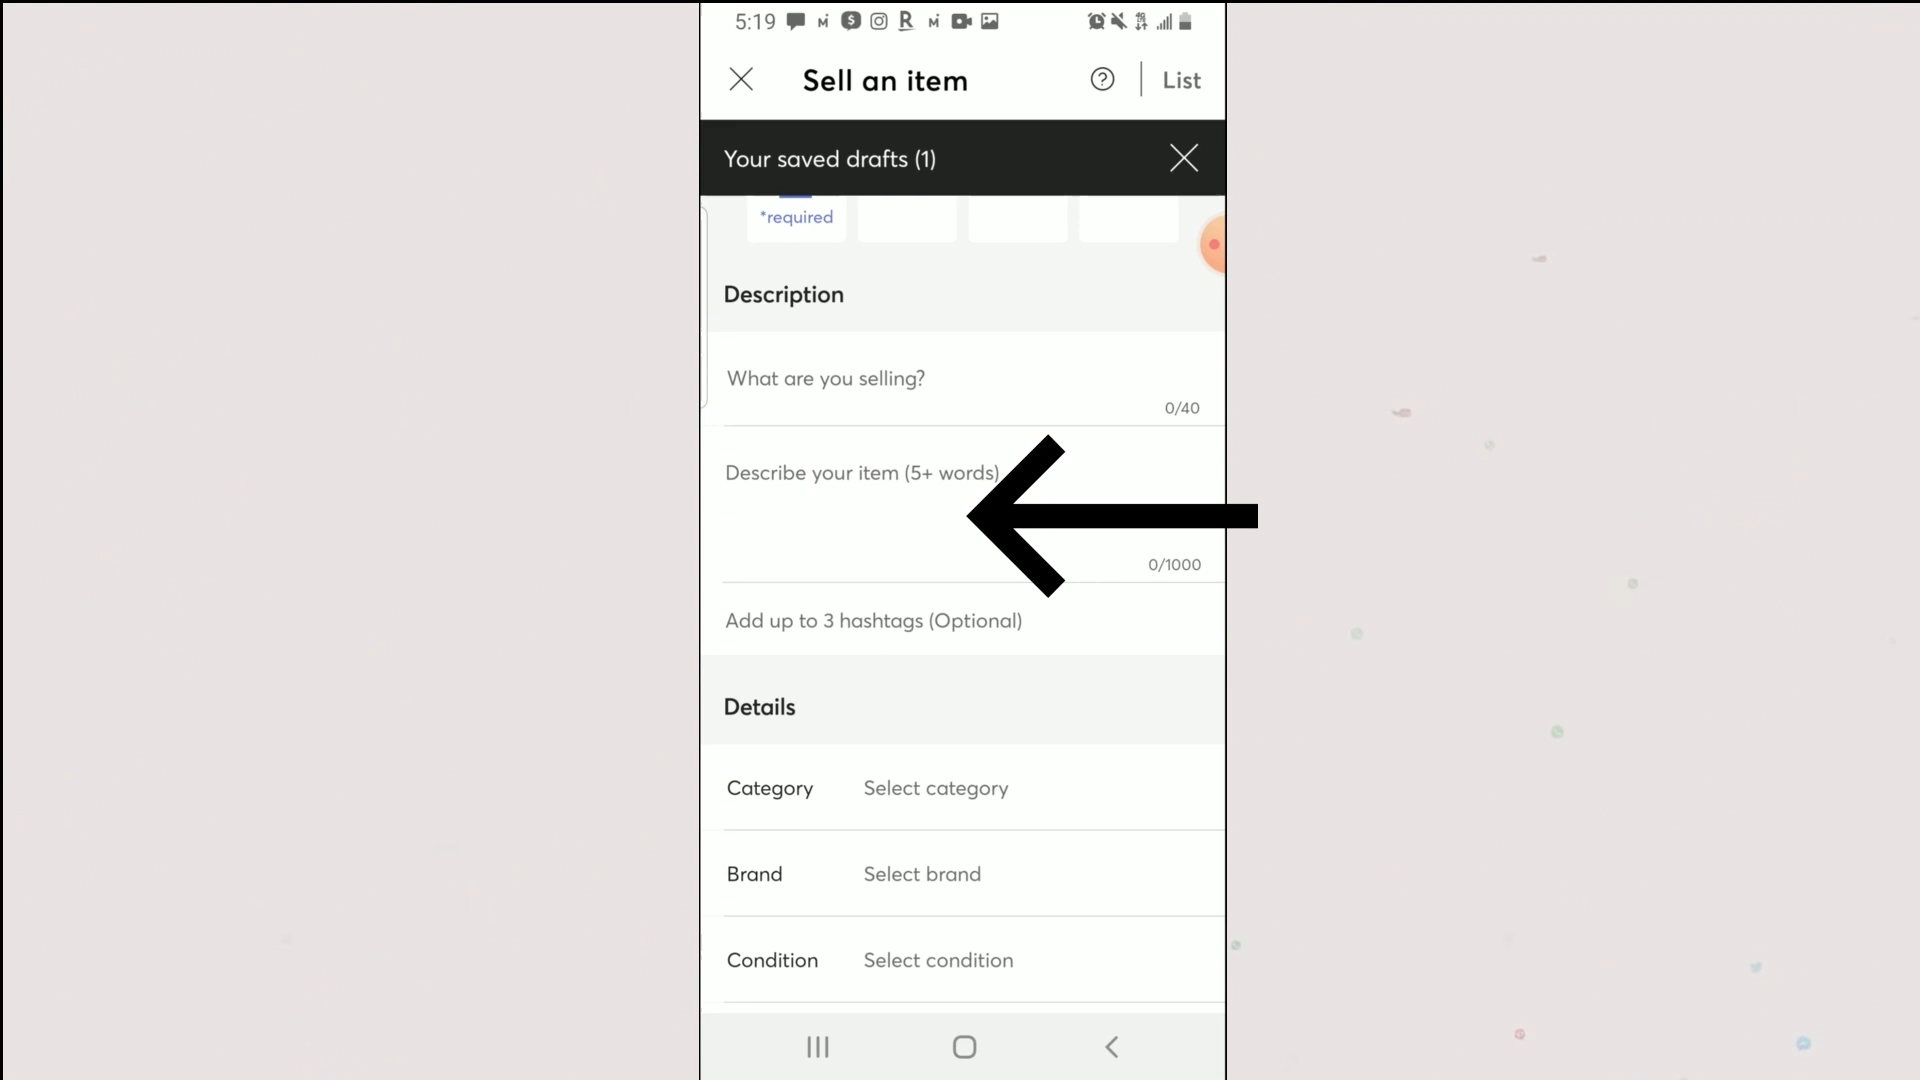 5:19
Sell an item
List
Your saved drafts (1)
*required
Description
What are you selling?
0/40
Describe your item (5+ words)
0/1000
Add up to 3 hashtags (Optional)
Details
Category Select category
Brand Select brand
Condition Select condition